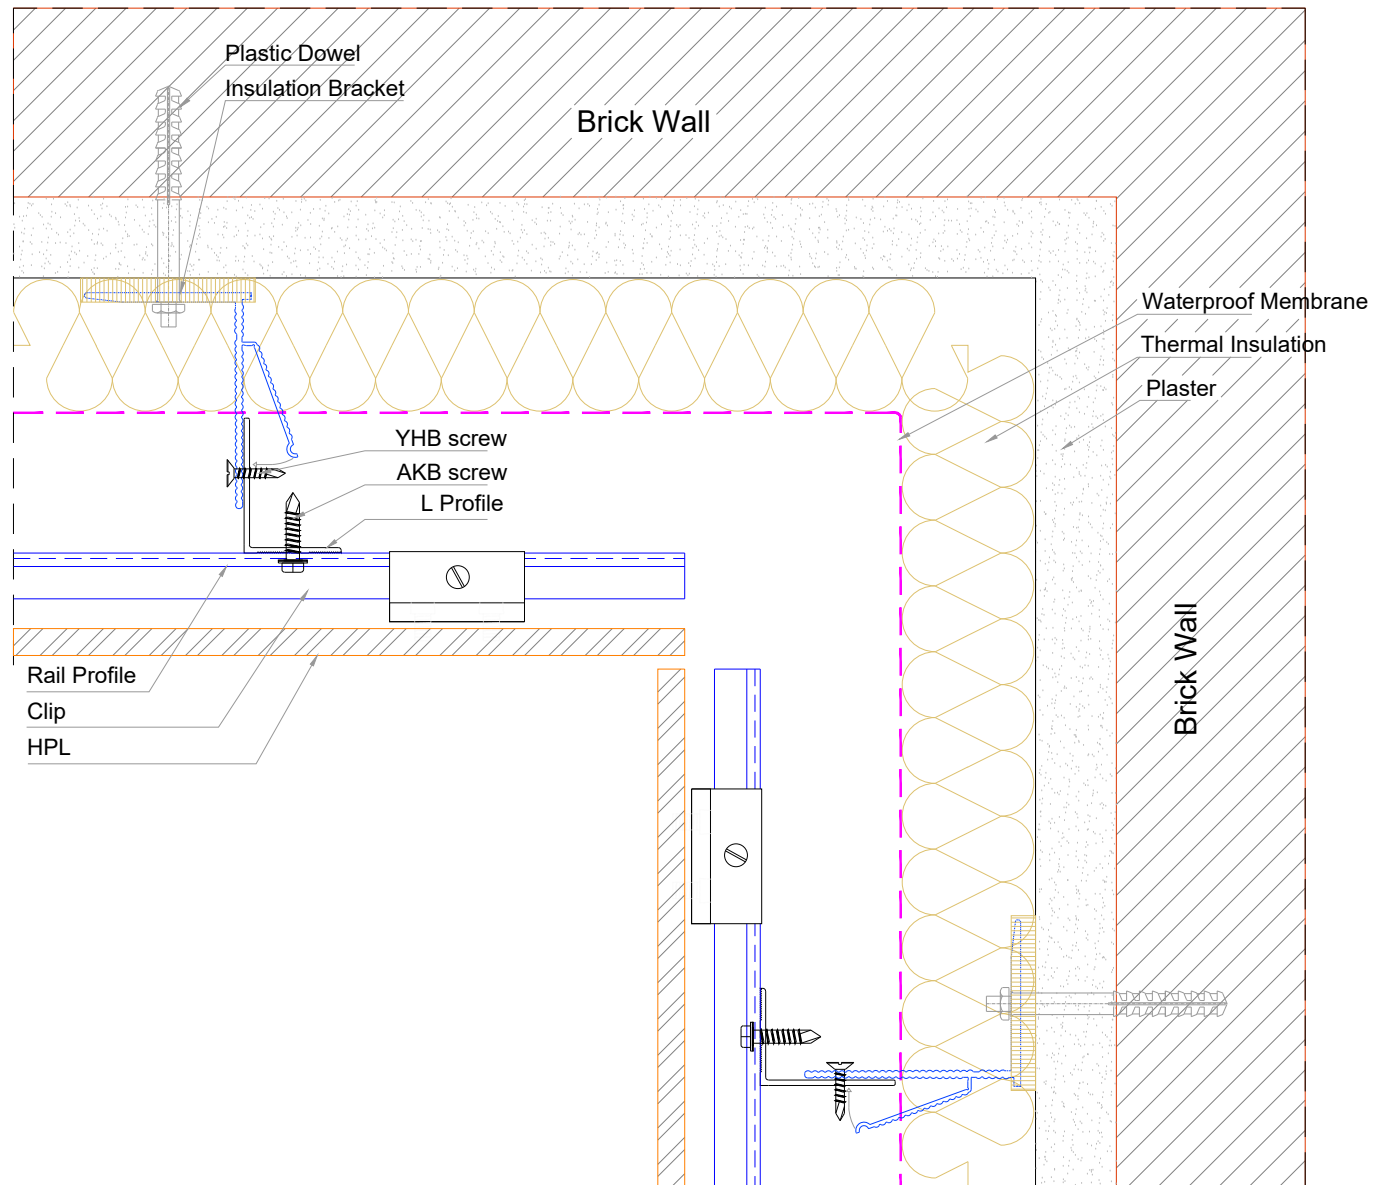 Plastic Dowel
Insulation Bracket
Brick Wall
Waterproof Membrane
Thermal Insulation
Plaster
YHB screw
AKB screw
L Profile
Brick Wall
Rail Profile
Clip
HPL